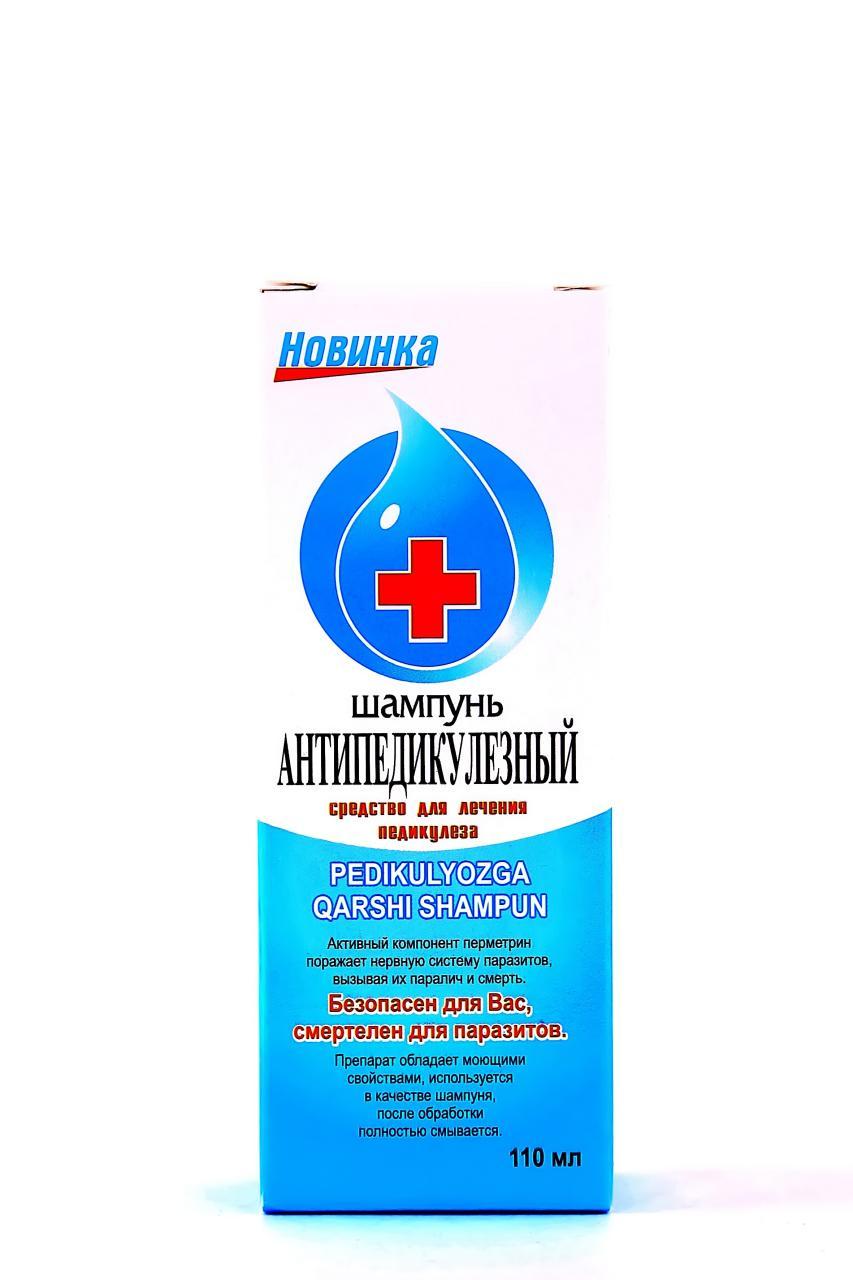 Новинка
шампунь
АНТИПЕДИКУЛЕЗНЫЙ
средство для лечения
педикулеза
PEDIKULYOZGA
QARSHI SHAMPUN
Активный компонент перметрин
поражает нервную систему паразитов,
вызывая их паралич и смерть.
Безопасен для Вас,
смертелен для паразитов.
Препарат обладает моющими
свойствами, используется
в качестве шампуня,
после обработки
полностью смывается.
110 мл